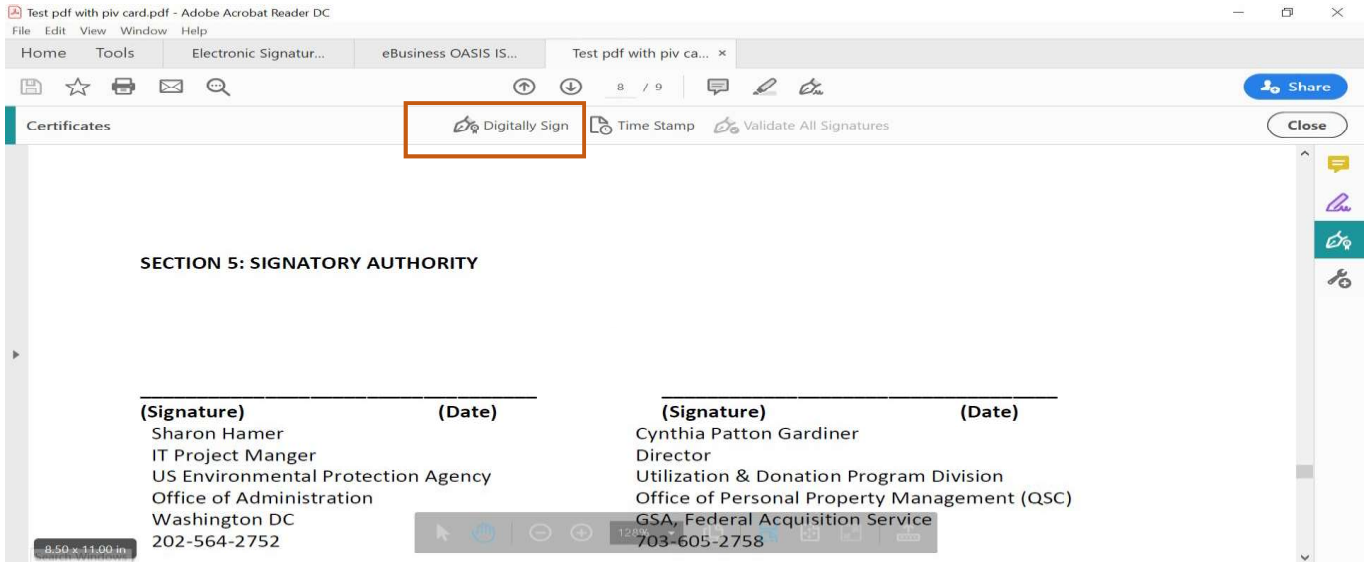 Test pdf with piv card.pdf - Adobe Acrobat Reader DC
File Edit View Window Help
Home Tools Electronic Signatur... eBusiness OASIS IS... Test pdf with piv ca... ×
8 / 9 Share
Certificates Digitally Sign Time Stamp Validate All Signatures Close
SECTION 5: SIGNATORY AUTHORITY
(Signature) (Date) (Signature) (Date)
Sharon Hamer Cynthia Patton Gardiner
IT Project Manger Director
US Environmental Protection Agency Utilization & Donation Program Division
Office of Administration Office of Personal Property Management (QSC)
Washington DC GSA, Federal Acquisition Service
128%
202-564-2752 703-605-2758
8.50 x 11.00 in